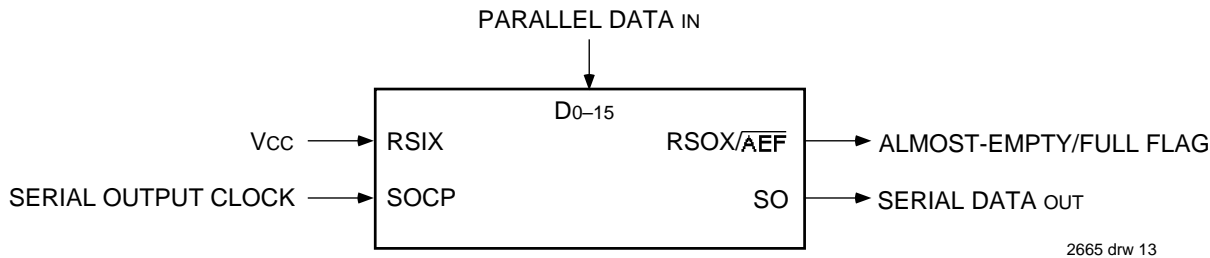 PARALLEL DATA IN
D0–15
VCC RSIX RSOX/AEF ALMOST-EMPTY/FULL FLAG
SERIAL OUTPUT CLOCK SOCP SO SERIAL DATA OUT
2665 drw 13